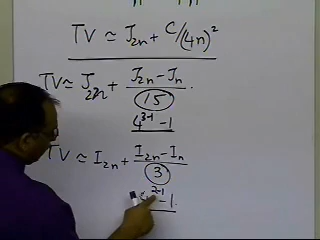 TV ≃ J₂ₙ + C/(4n)²
TV ≃ J₂ₙ + J₂ₙ - Jₙ / 15 .
4³⁻¹ - 1
TV ≃ I₂ₙ + I₂ₙ - Iₙ / 3
²⁻¹ - 1